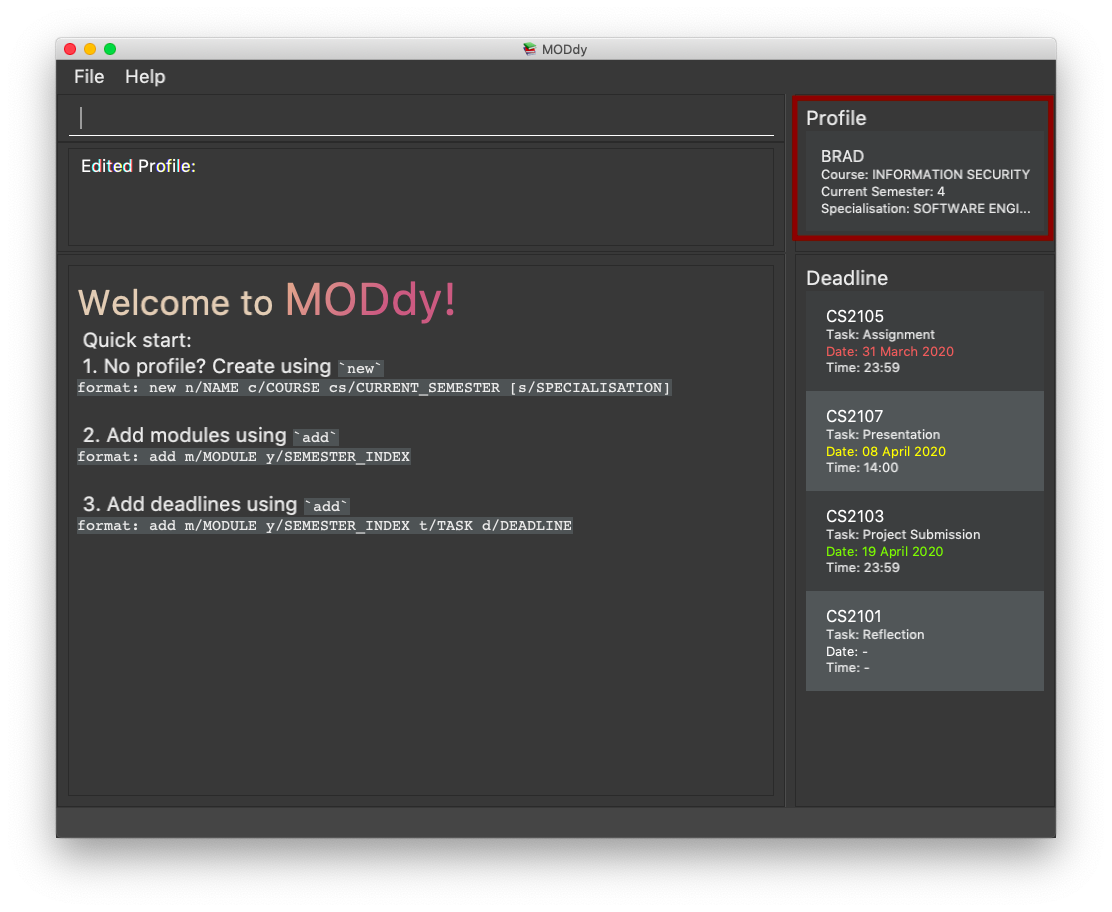 MODdy
File Help
Edited Profile:
Welcome to MODdy!
Quick start:
1. No profile? Create using `new`
format: new n/NAME c/COURSE cs/CURRENT_SEMESTER [s/SPECIALISATION]
2. Add modules using `add`
format: add m/MODULE y/SEMESTER_INDEX
3. Add deadlines using `add`
format: add m/MODULE y/SEMESTER_INDEX t/TASK d/DEADLINE
Profile
BRAD
Course: INFORMATION SECURITY
Current Semester: 4
Specialisation: SOFTWARE ENGI...
Deadline
CS2105
Task: Assignment
Date: 31 March 2020
Time: 23:59
CS2107
Task: Presentation
Date: 08 April 2020
Time: 14:00
CS2103
Task: Project Submission
Date: 19 April 2020
Time: 23:59
CS2101
Task: Reflection
Date: -
Time: -